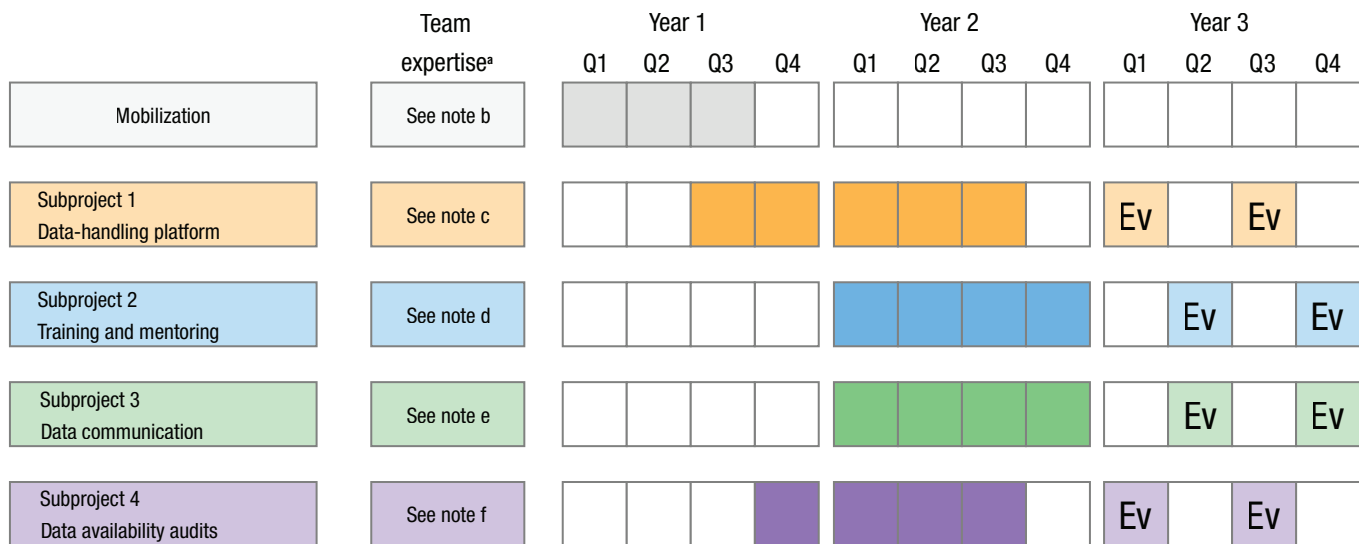 Team
expertiseᵃ
Year 1
Year 2
Year 3
Q1 Q2 Q3 Q4 Q1 Q2 Q3 Q4 Q1 Q2 Q3 Q4
Mobilization
See note b
Subproject 1
Data-handling platform
See note c
Ev Ev
Subproject 2
Training and mentoring
See note d
Ev Ev
Subproject 3
Data communication
See note e
Ev Ev
Subproject 4
Data availability audits
See note f
Ev Ev